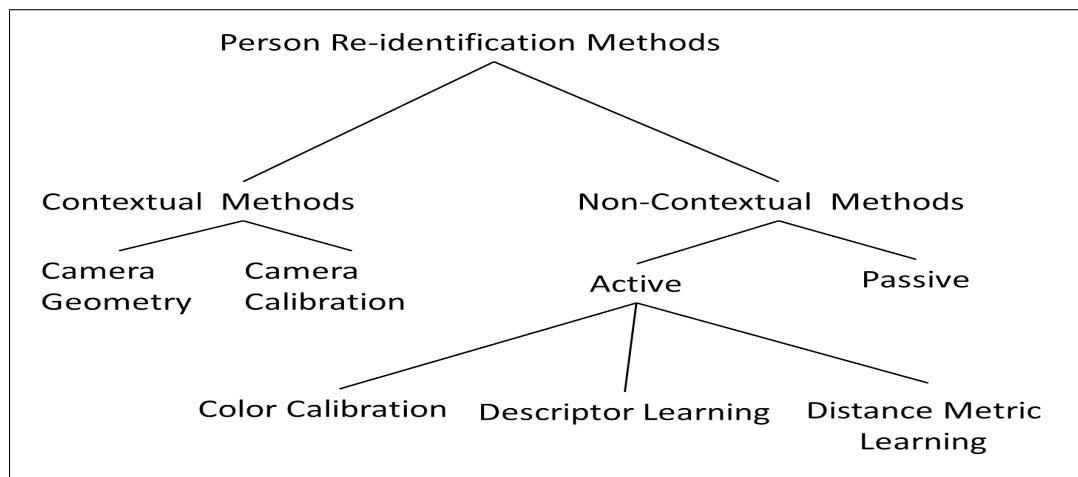 Person Re-identification Methods
Contextual Methods
Non-Contextual Methods
Camera
Geometry
Camera
Calibration
Active
Passive
Color Calibration
Descriptor Learning
Distance Metric
Learning